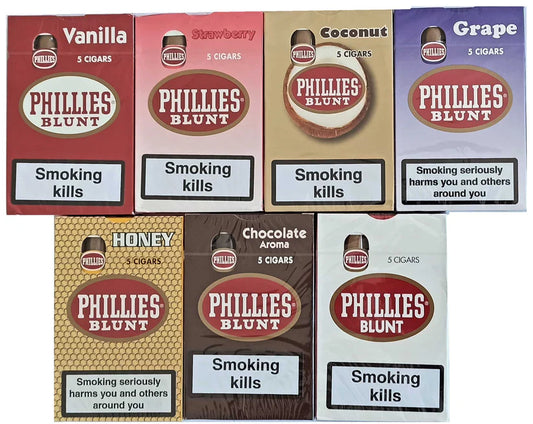 Vanilla
PHILLIES
5 CIGARS
PHILLIES
BLUNT
Smoking
kills
Strawberry
PHILLIES
5 CIGARS
PHILLIES
BLUNT
Smoking
kills
Coconut
PHILLIES
5 CIGARS
PHILLIES
BLUNT
Smoking
kills
Grape
PHILLIES
5 CIGARS
PHILLIES
BLUNT
Smoking seriously
harms you and others
around you
HONEY
PHILLIES
5 CIGARS
PHILLIES®
BLUNT
Smoking seriously
harms you and others
around you
Chocolate
Aroma
PHILLIES
5 CIGARS
PHILLIES®
BLUNT
Smoking
kills
PHILLIES
5 CIGARS
PHILLIES
BLUNT
Smoking
kills